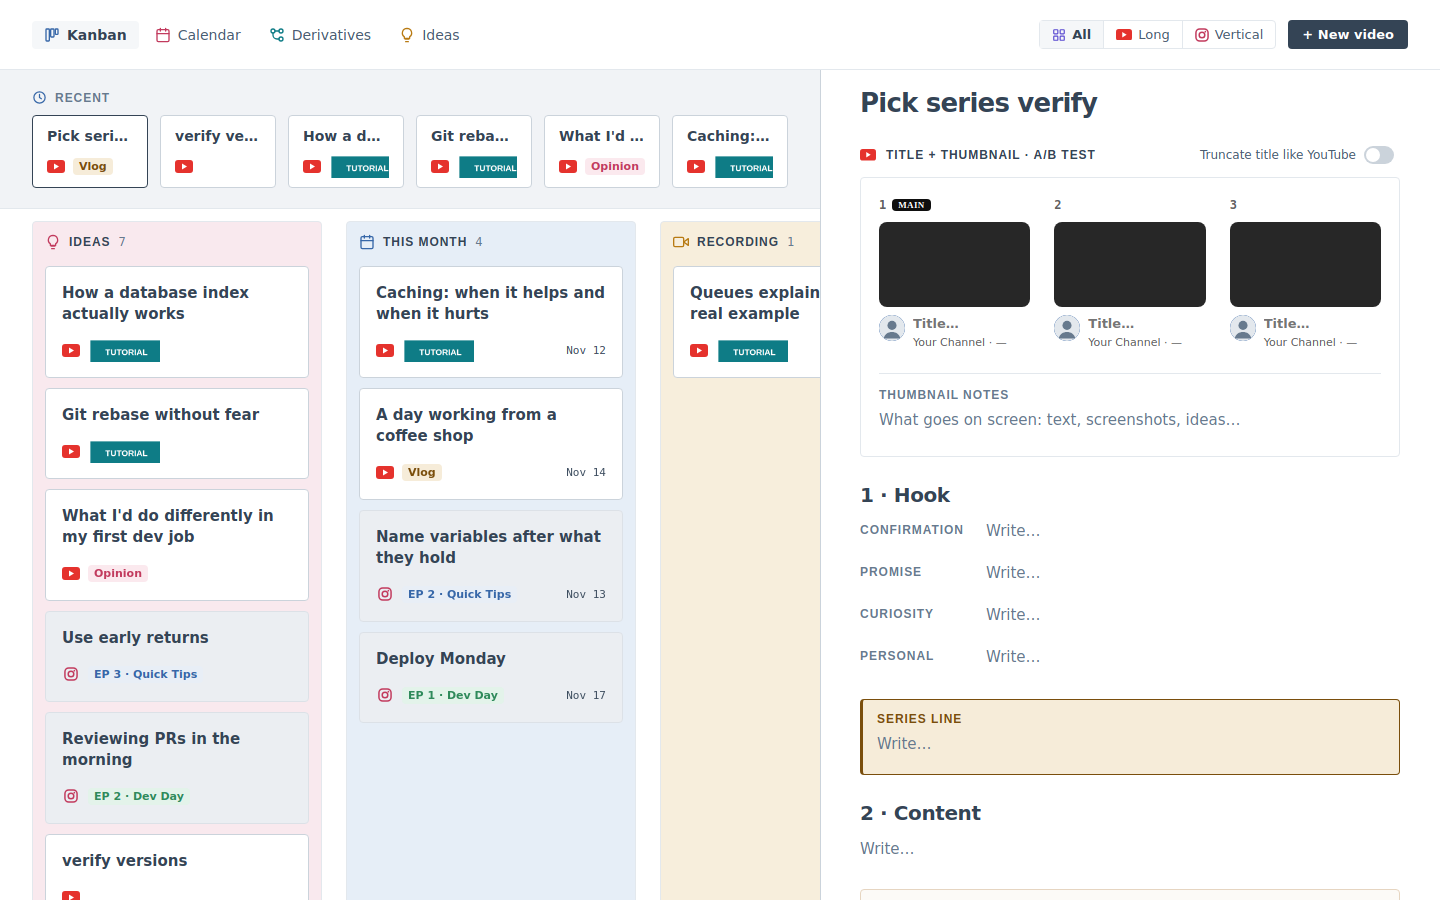 Kanban
Calendar
Derivatives
Ideas
All
Long
Vertical
+ New video
RECENT
Pick seri...
Vlog
verify ve...
How a d...
TUTORIAL
Git reba...
TUTORIAL
What I'd ...
Opinion
Caching:...
TUTORIAL
IDEAS 7
How a database index
actually works
TUTORIAL
Git rebase without fear
TUTORIAL
What I'd do differently in
my first dev job
Opinion
Use early returns
EP 3 · Quick Tips
Reviewing PRs in the
morning
EP 2 · Dev Day
verify versions
THIS MONTH 4
Caching: when it helps and
when it hurts
TUTORIAL
Nov 12
A day working from a
coffee shop
Vlog
Nov 14
Name variables after what
they hold
EP 2 · Quick Tips
Nov 13
Deploy Monday
EP 1 · Dev Day
Nov 17
RECORDING 1
Queues explain
real example
TUTORIAL
Pick series verify
TITLE + THUMBNAIL · A/B TEST
Truncate title like YouTube
1 MAIN
Title...
Your Channel · —
2
Title...
Your Channel · —
3
Title...
Your Channel · —
THUMBNAIL NOTES
What goes on screen: text, screenshots, ideas...
1 · Hook
CONFIRMATION Write...
PROMISE Write...
CURIOSITY Write...
PERSONAL Write...
SERIES LINE
Write...
2 · Content
Write...